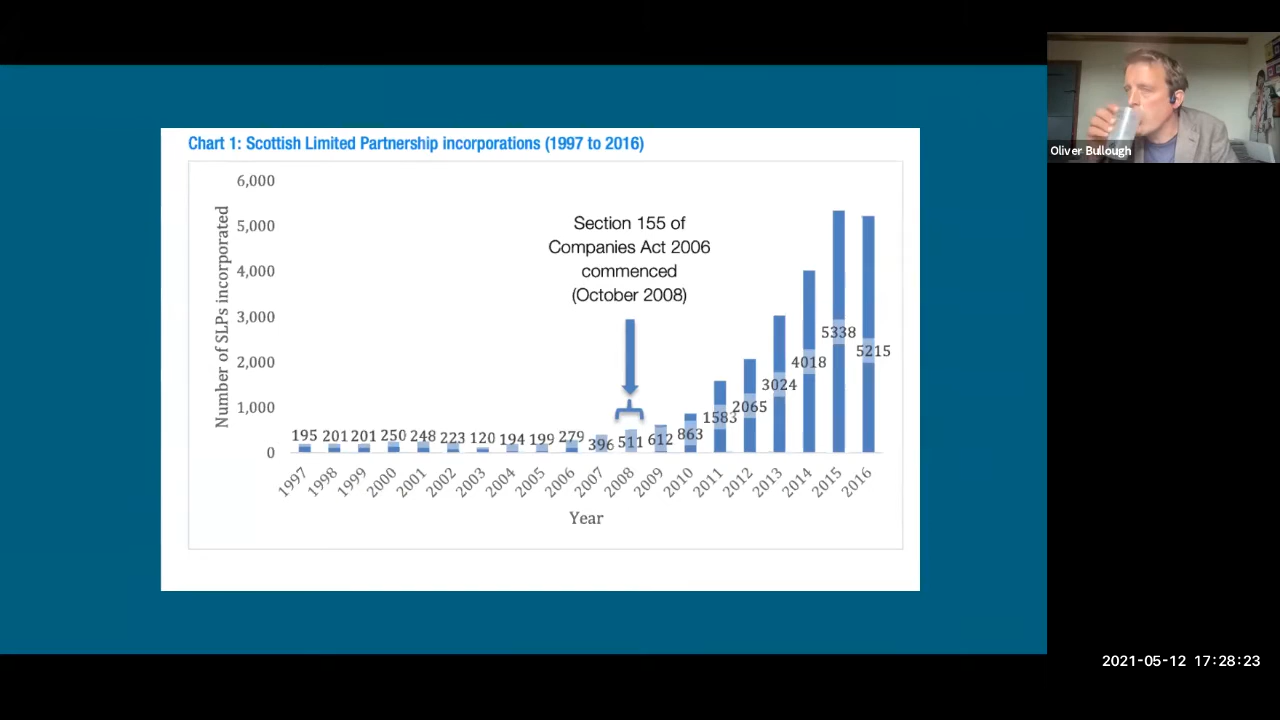 Chart 1: Scottish Limited Partnership incorporations (1997 to 2016)
Number of SLPs incorporated
6,000
5,000
4,000
3,000
2,000
1,000
0
Section 155 of
Companies Act 2006
commenced
(October 2008)
195 201 201 250 248 223 120 194 199 279 396 511 612 863 1583 2065 3024 4018 5338 5215
1997 1998 1999 2000 2001 2002 2003 2004 2005 2006 2007 2008 2009 2010 2011 2012 2013 2014 2015 2016
Year
Oliver Bullough
2021-05-12 17:28:23